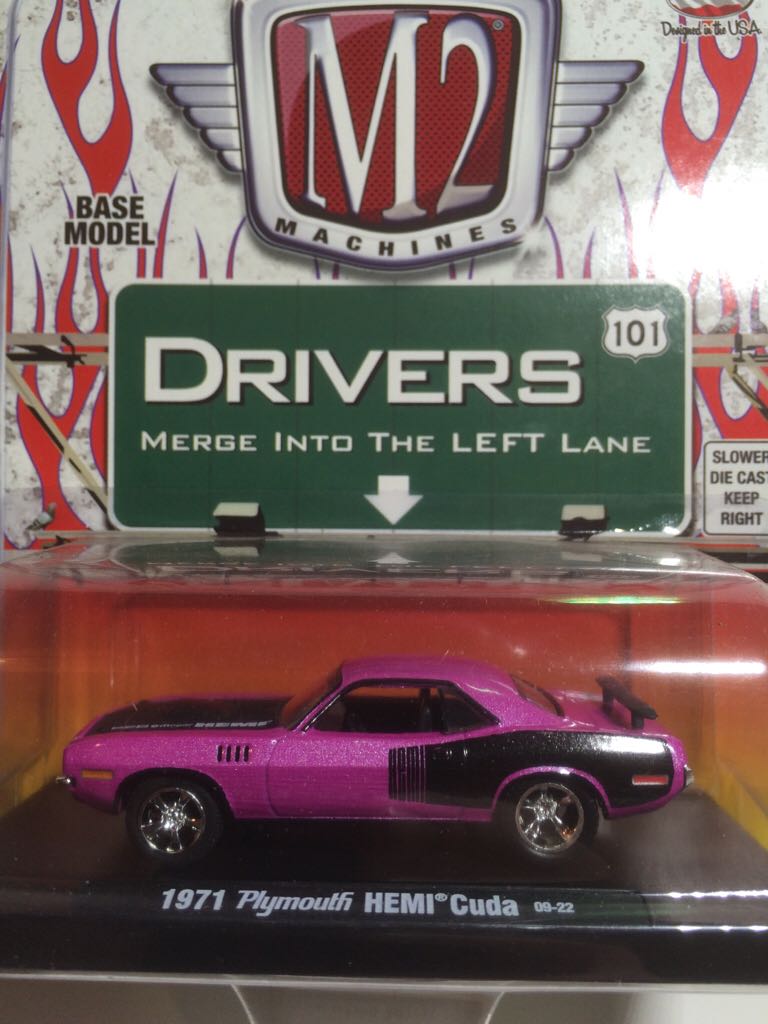 Designed in the USA.
M2®
MACHINES
BASE
MODEL
101
DRIVERS
MERGE INTO THE LEFT LANE
SLOWER
DIE CAST
KEEP
RIGHT
HEMI
1971 Plymouth HEMI® Cuda 09-22